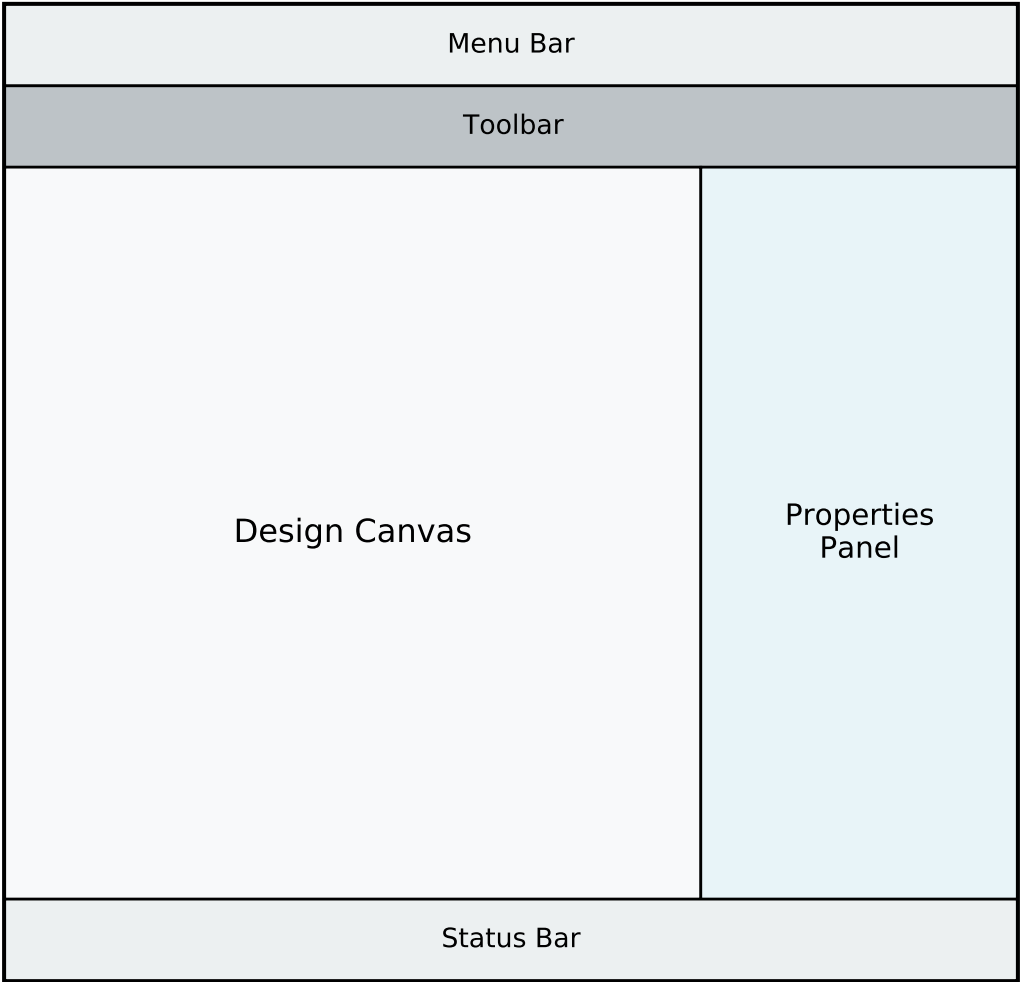 Menu Bar
Toolbar
Design Canvas
Properties
Panel
Status Bar